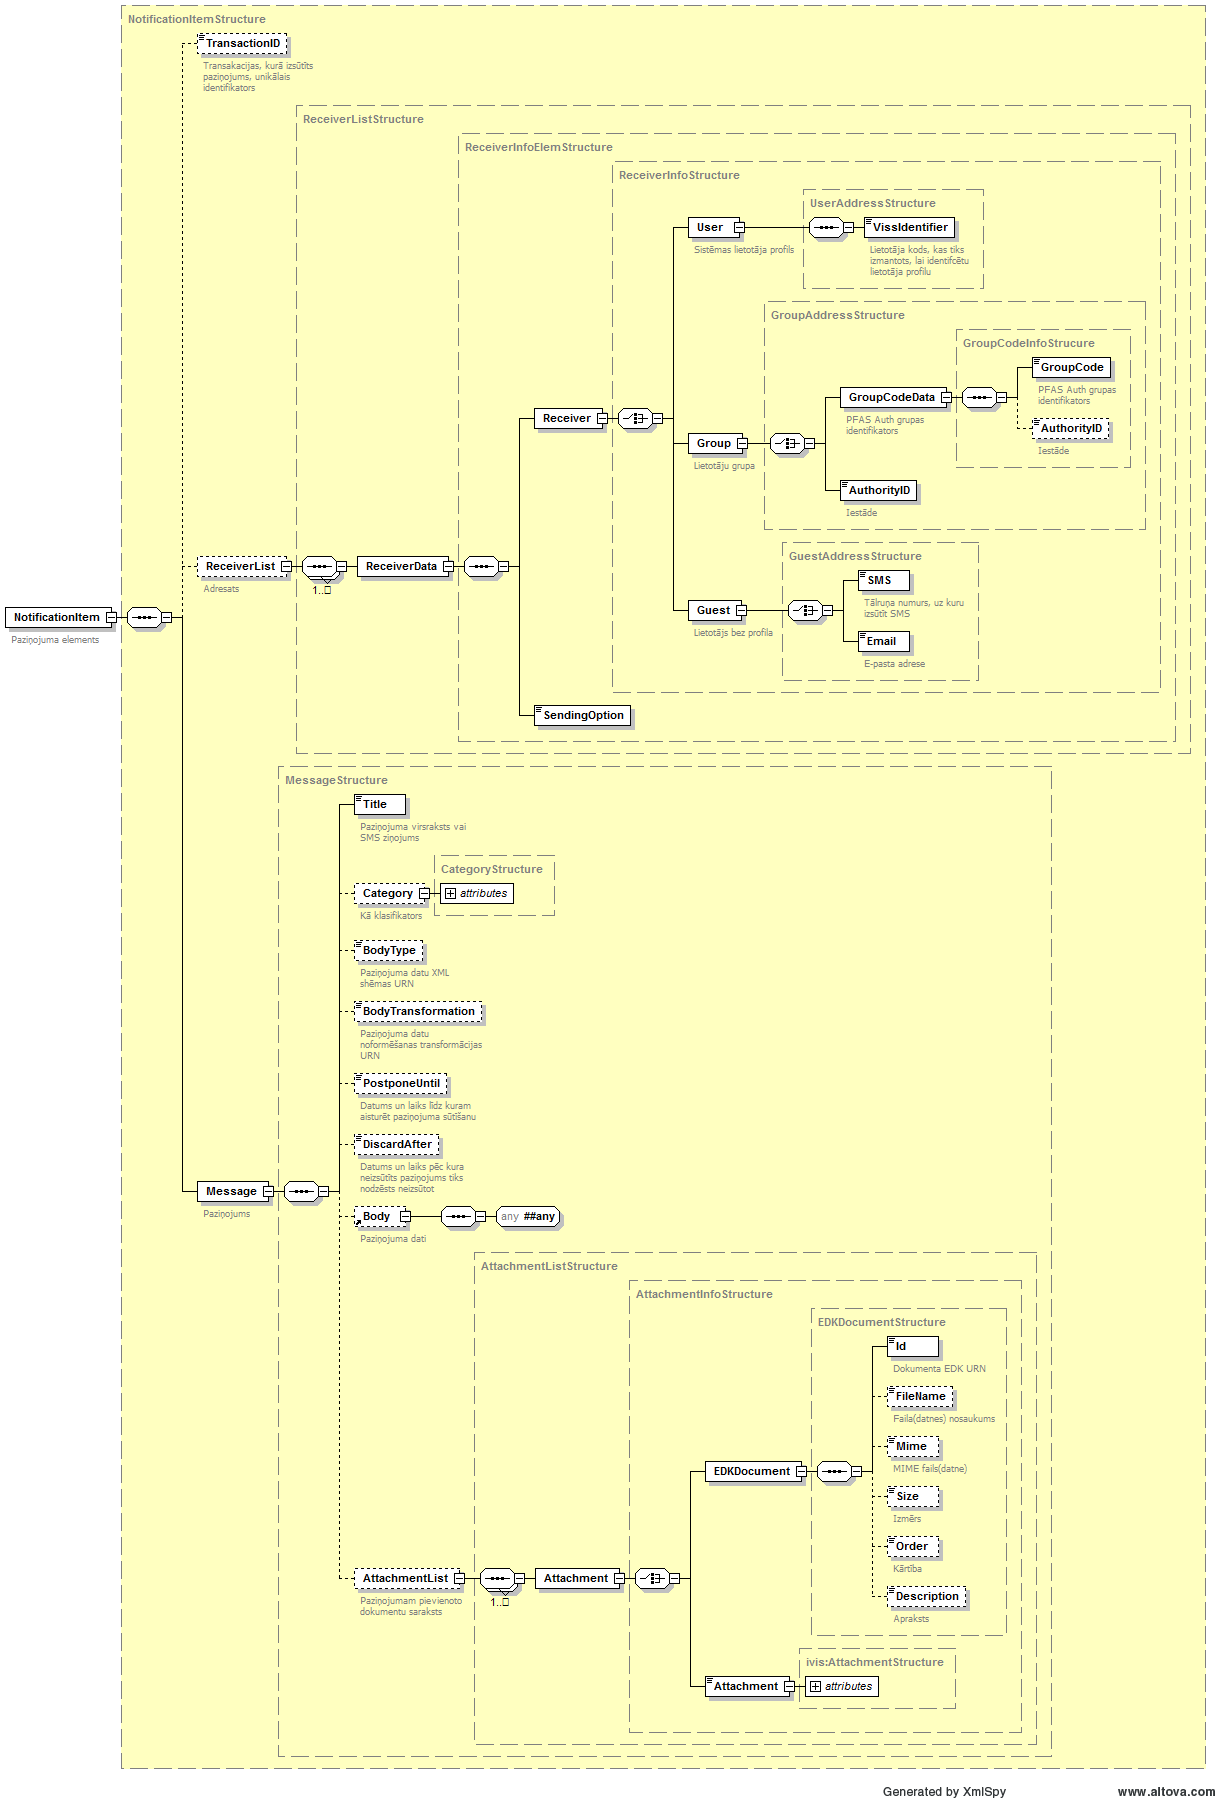 NotificationItemStructure
TransactionID
Transakacijas, kurā izsūtīts
paziņojums, unikālais
identifikators
ReceiverListStructure
ReceiverInfoElemStructure
ReceiverInfoStructure
UserAddressStructure
User
VissIdentifier
Sistēmas lietotāja profils
Lietotāja kods, kas tiks
izmantots, lai identifcētu
lietotāja profilu
GroupAddressStructure
GroupCodeInfoStrucure
GroupCode
PFAS Auth grupas
identifikators
GroupCodeData
PFAS Auth grupas
identifikators
AuthorityID
Iestāde
Receiver
Group
Lietotāju grupa
AuthorityID
Iestāde
GuestAddressStructure
ReceiverList
Adresats
1..
ReceiverData
SMS
Tālruņa numurs, uz kuru
izsūtīt SMS
Guest
Lietotājs bez profila
Email
E-pasta adrese
NotificationItem
Paziņojuma elements
SendingOption
MessageStructure
Title
Paziņojuma virsraksts vai
SMS ziņojums
CategoryStructure
Category
attributes
Kā klasifikators
BodyType
Paziņojuma datu XML
shēmas URN
BodyTransformation
Paziņojuma datu
noformēšanas transformācijas
URN
PostponeUntil
Datums un laiks līdz kuram
aisturēt paziņojuma sūtīšanu
DiscardAfter
Datums un laiks pēc kura
neizsūtīts paziņojums tiks
nodzēsts neizsūtot
Message
Paziņojums
Body
any ##any
Paziņojuma dati
AttachmentListStructure
AttachmentInfoStructure
EDKDocumentStructure
Id
Dokumenta EDK URN
FileName
Faila(datnes) nosaukums
Mime
MIME fails(datne)
EDKDocument
Size
Izmērs
Order
Kārtība
Description
Apraksts
AttachmentList
Paziņojumam pievienoto
dokumentu saraksts
1..
Attachment
ivis:AttachmentStructure
Attachment
attributes
Generated by XmlSpy
www.altova.com